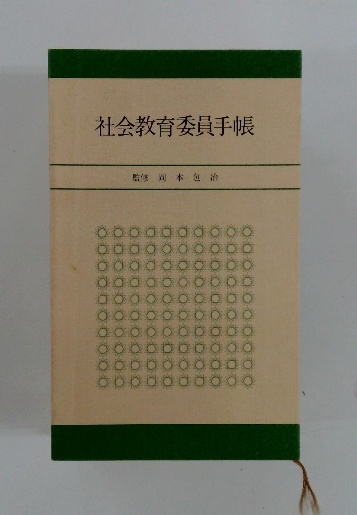 社会教育委員手帳
監修 岡本包治